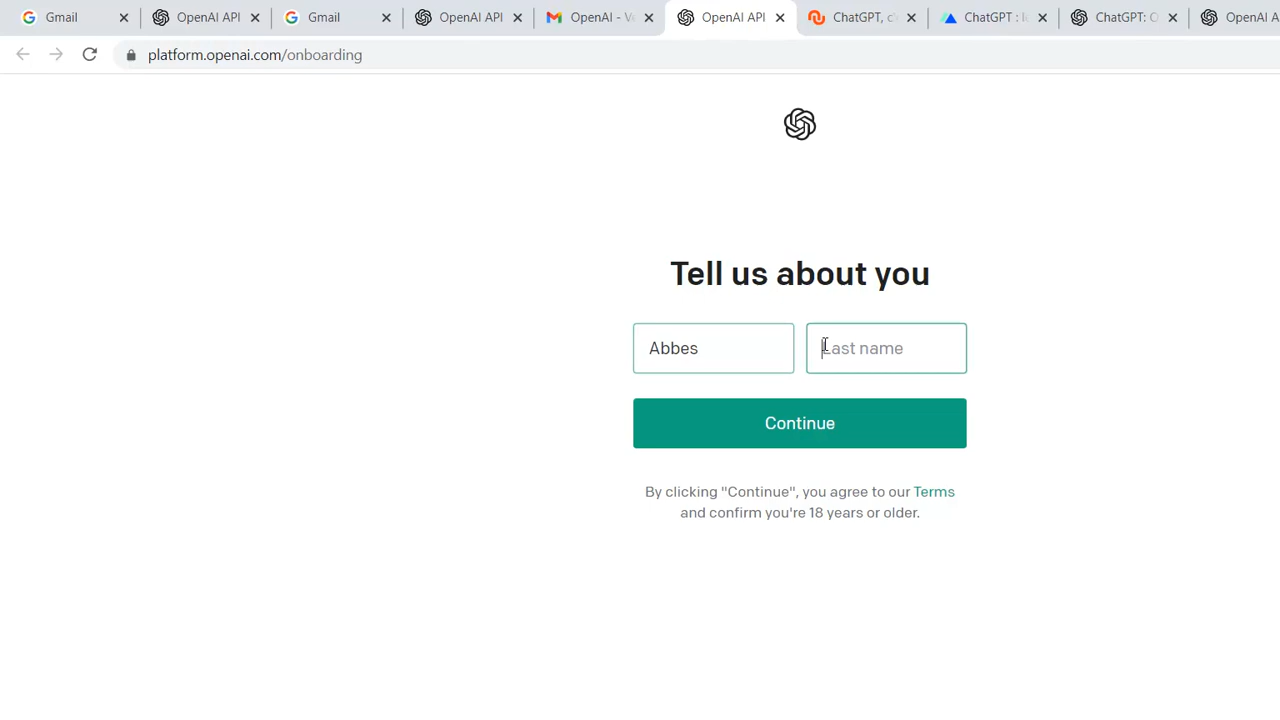 Gmail
OpenAI API
Gmail
OpenAI API
OpenAI - Ve
OpenAI API
ChatGPT, c'
ChatGPT : l
ChatGPT: O
OpenAI A
platform.openai.com/onboarding
Tell us about you
Abbes
Last name
Continue
By clicking "Continue", you agree to our Terms
and confirm you're 18 years or older.